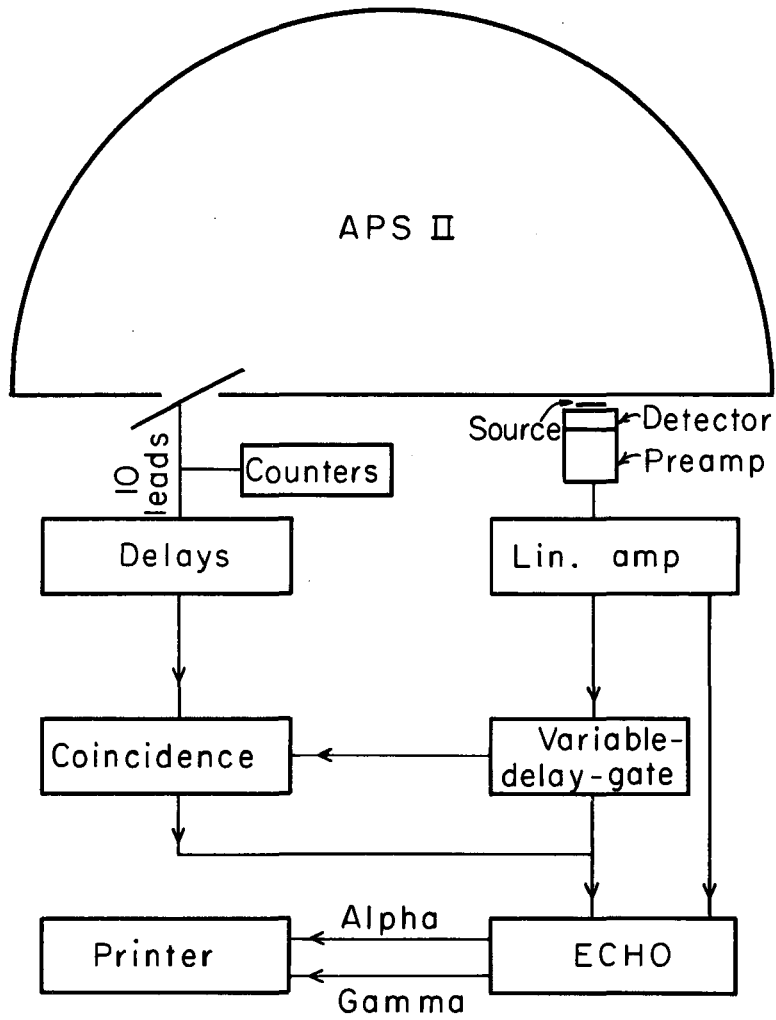 APS II
Source
Detector
Preamp
10
leads
Counters
Delays
Lin. amp
Coincidence
Variable-
delay-gate
Alpha
Printer
ECHO
Gamma